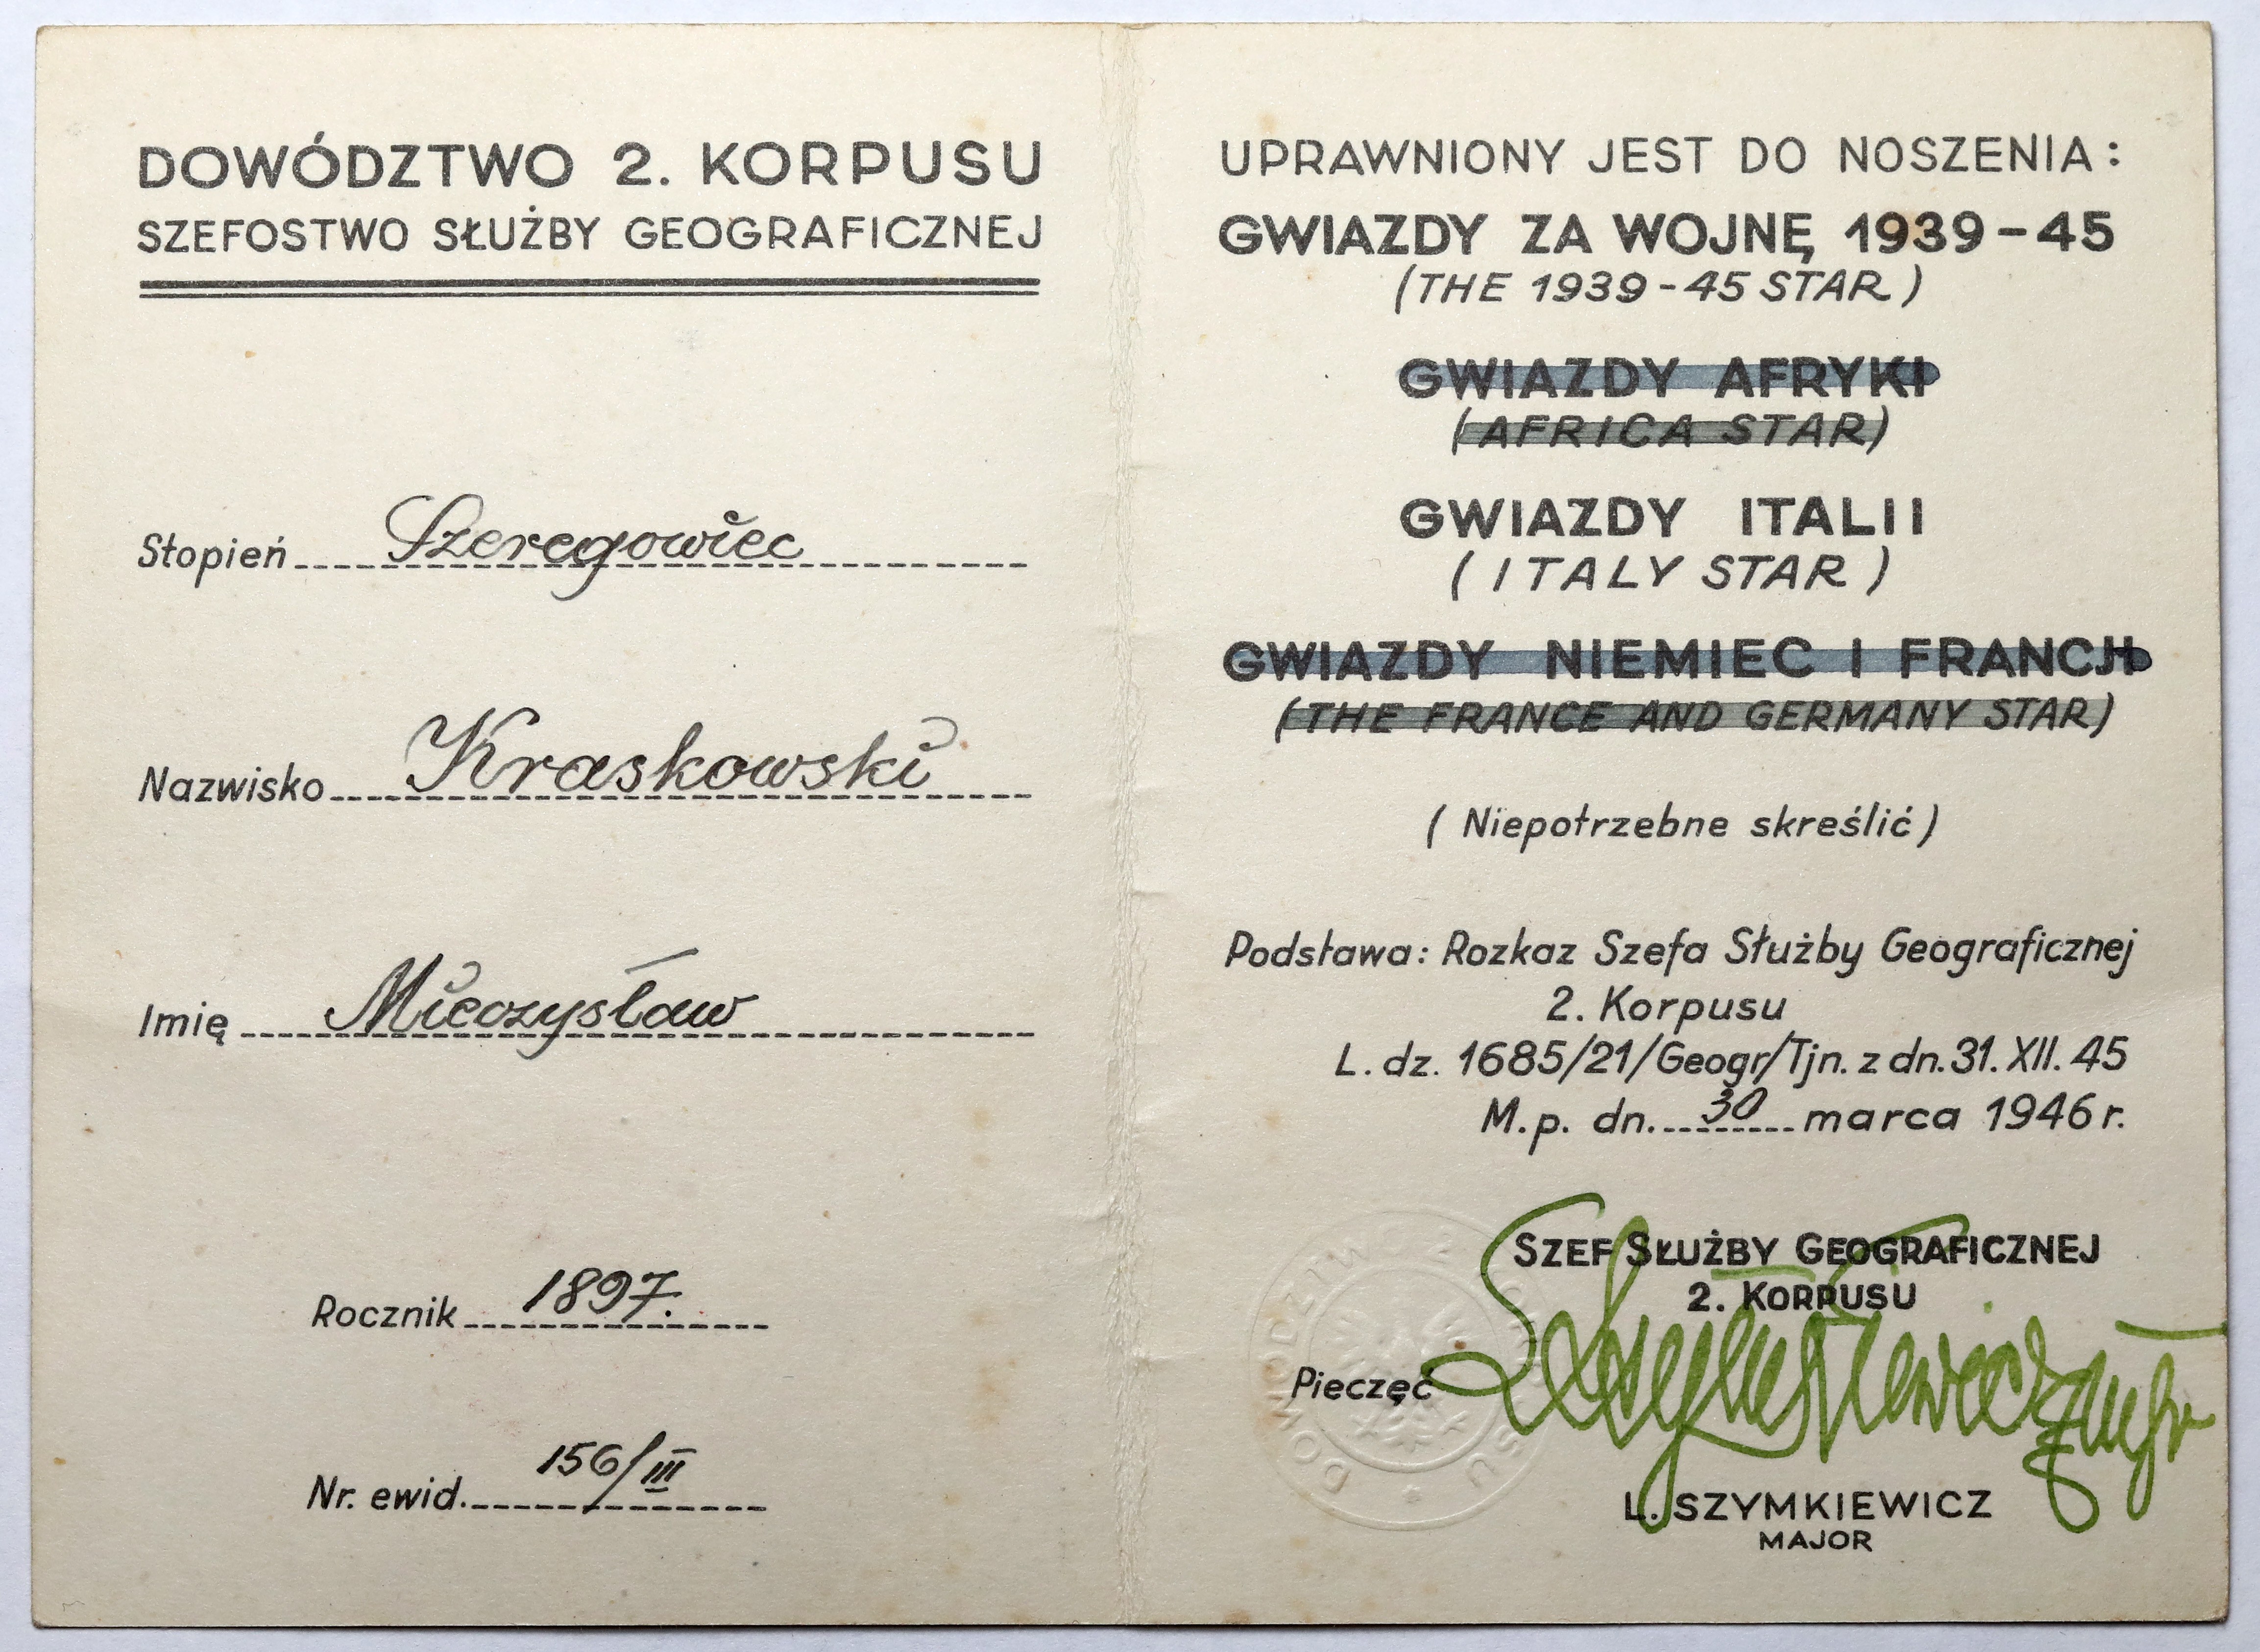 DOWÓDZTWO 2. KORPUSU
SZEFOSTWO SŁUŻBY GEOGRAFICZNEJ
Stopień Szeregowiec
Nazwisko Kraskowski
Imię Mieczysław
Rocznik 1897.
Nr. ewid. 156/III
UPRAWNIONY JEST DO NOSZENIA:
GWIAZDY ZA WOJNĘ 1939-45
(THE 1939-45 STAR)
GWIAZDY AFRYKI
(AFRICA STAR)
GWIAZDY ITALII
(ITALY STAR)
GWIAZDY NIEMIEC I FRANCJI
(THE FRANCE AND GERMANY STAR)
(Niepotrzebne skreślić)
Podstawa: Rozkaz Szefa Służby Geograficznej
2. Korpusu
L. dz. 1685/21/Geogr/Tjn. z dn. 31. XII. 45
M.p. dn. 30 marca 1946 r.
SZEF SŁUŻBY GEOGRAFICZNEJ
2. KORPUSU
Pieczęć
DOWÓDZTWO 2 KORPUSU
L. SZYMKIEWICZ
MAJOR